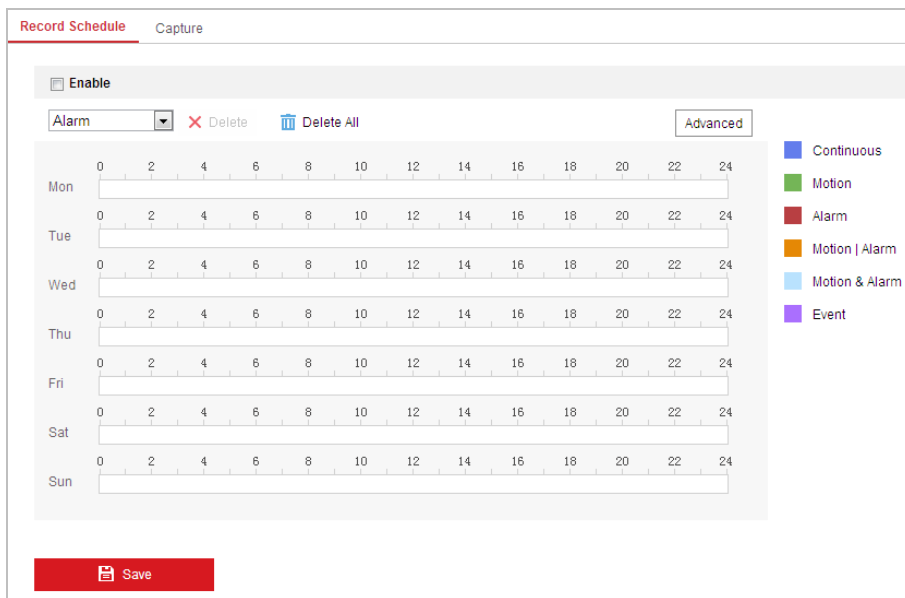 Record Schedule Capture
Enable
Alarm Delete Delete All Advanced
0 2 4 6 8 10 12 14 16 18 20 22 24
Mon
0 2 4 6 8 10 12 14 16 18 20 22 24
Tue
0 2 4 6 8 10 12 14 16 18 20 22 24
Wed
0 2 4 6 8 10 12 14 16 18 20 22 24
Thu
0 2 4 6 8 10 12 14 16 18 20 22 24
Fri
0 2 4 6 8 10 12 14 16 18 20 22 24
Sat
0 2 4 6 8 10 12 14 16 18 20 22 24
Sun
Continuous
Motion
Alarm
Motion | Alarm
Motion & Alarm
Event
Save